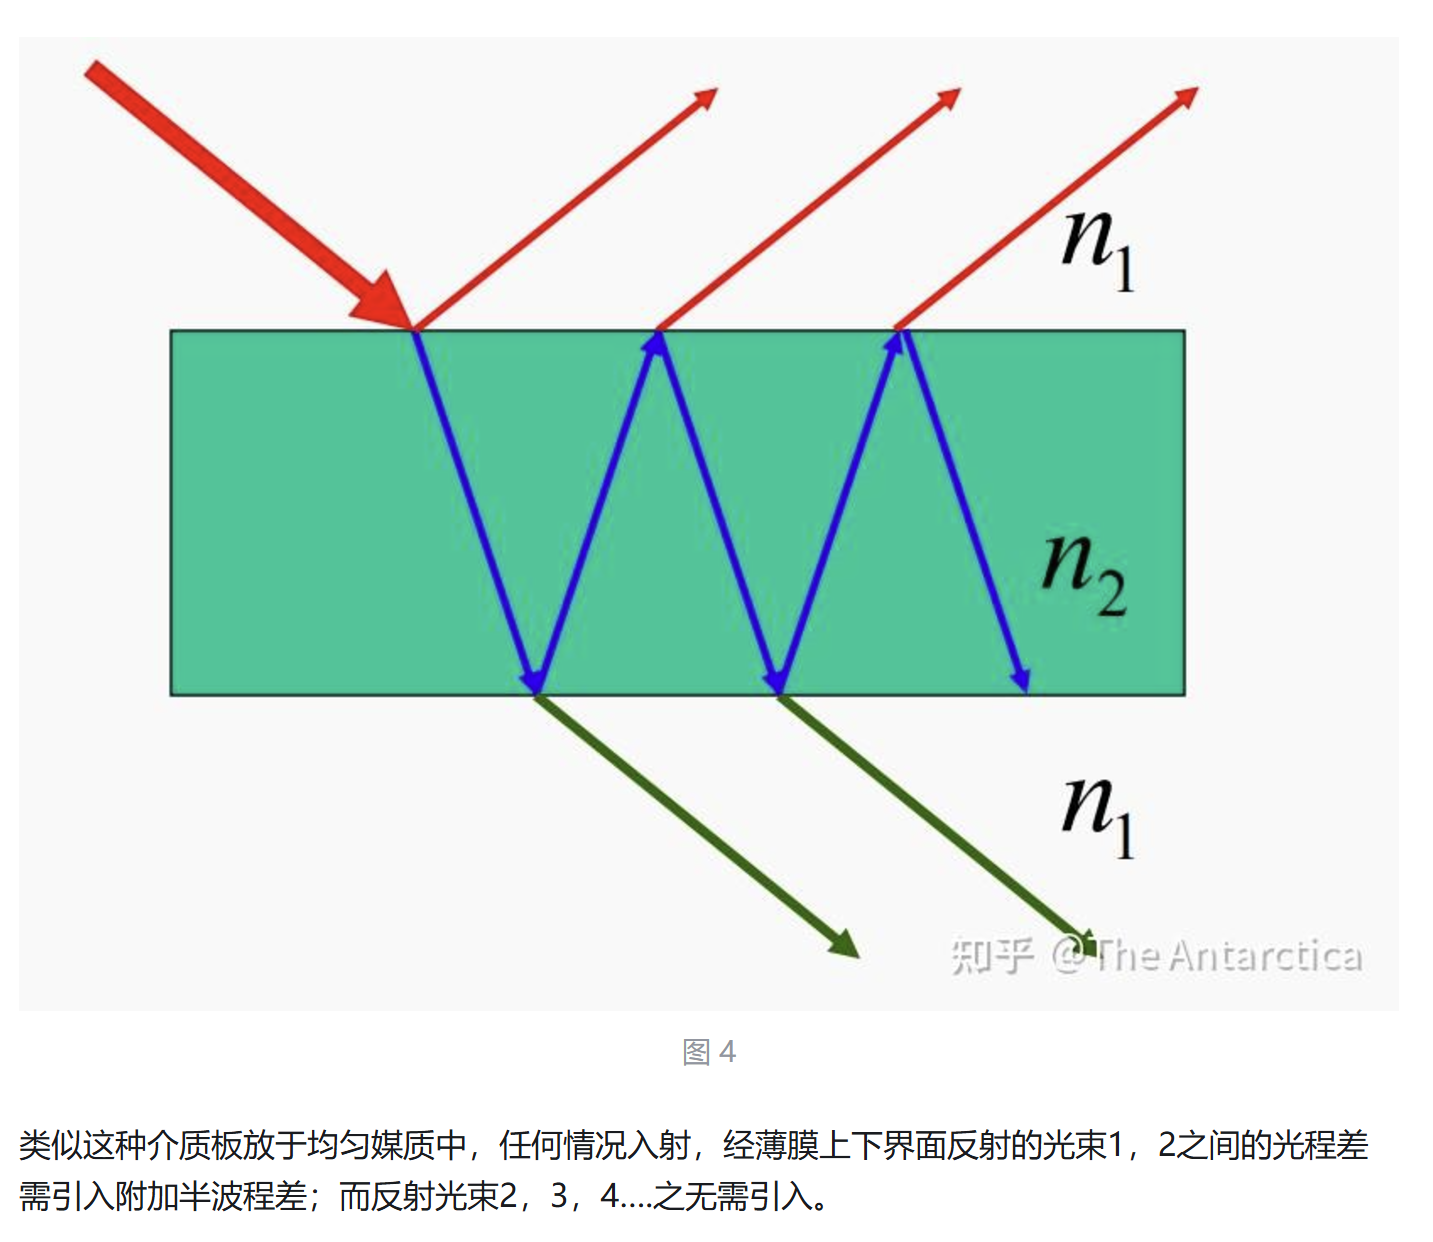 n₁
n₂
n₁
知乎 @The Antarctica
图 4
类似这种介质板放于均匀媒质中，任何情况入射，经薄膜上下界面反射的光束1，2之间的光程差
需引入附加半波程差；而反射光束2，3，4....之无需引入。